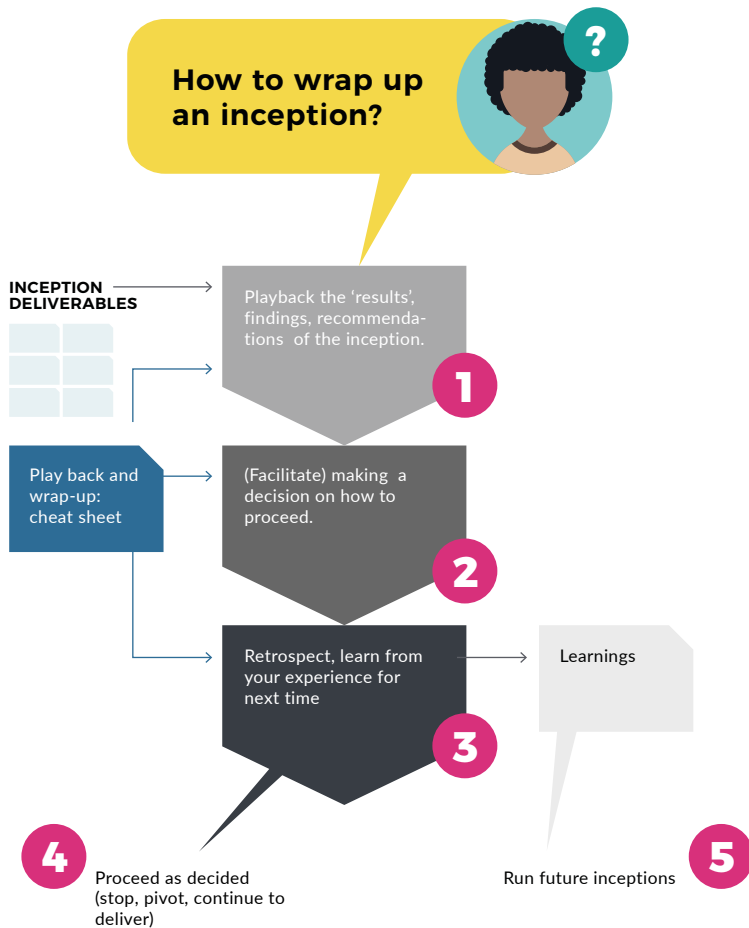 How to wrap up
an inception?
?
INCEPTION
DELIVERABLES
Playback the ‘results’,
findings, recommenda-
tions of the inception.
1
Play back and
wrap-up:
cheat sheet
(Facilitate) making a
decision on how to
proceed.
2
Retrospect, learn from
your experience for
next time
3
Learnings
4
Proceed as decided
(stop, pivot, continue to
deliver)
Run future inceptions
5